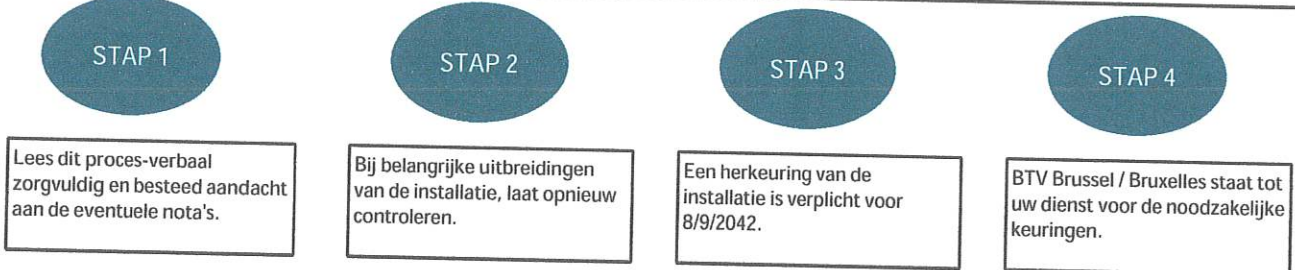 STAP 1
Lees dit proces-verbaal
zorgvuldig en besteed aandacht
aan de eventuele nota's.
STAP 2
Bij belangrijke uitbreidingen
van de installatie, laat opnieuw
controleren.
STAP 3
Een herkeuring van de
installatie is verplicht voor
8/9/2042.
STAP 4
BTV Brussel / Bruxelles staat tot
uw dienst voor de noodzakelijke
keuringen.